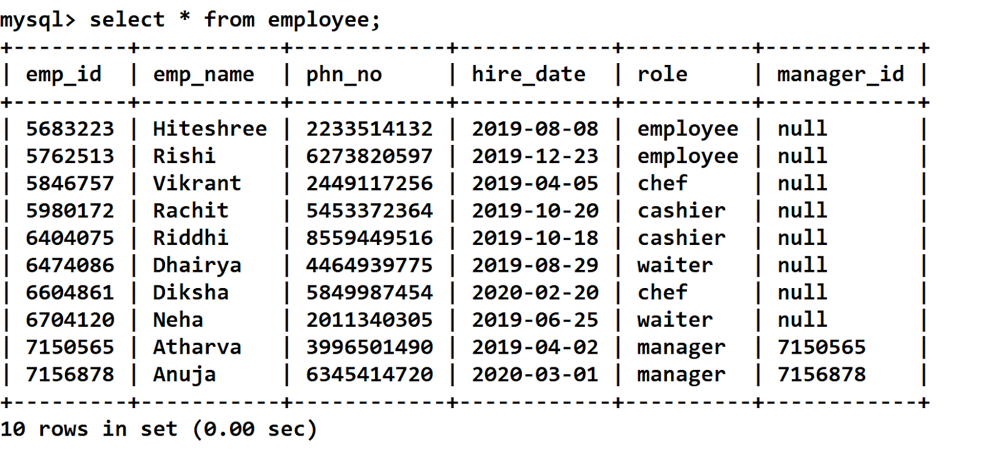 mysql> select * from employee;
+---------+-----------+------------+------------+----------+------------+
| emp_id  | emp_name  | phn_no     | hire_date  | role     | manager_id |
+---------+-----------+------------+------------+----------+------------+
| 5683223 | Hiteshree | 2233514132 | 2019-08-08 | employee | null       |
| 5762513 | Rishi     | 6273820597 | 2019-12-23 | employee | null       |
| 5846757 | Vikrant   | 2449117256 | 2019-04-05 | chef     | null       |
| 5980172 | Rachit    | 5453372364 | 2019-10-20 | cashier  | null       |
| 6404075 | Riddhi    | 8559449516 | 2019-10-18 | cashier  | null       |
| 6474086 | Dhairya   | 4464939775 | 2019-08-29 | waiter   | null       |
| 6604861 | Diksha    | 5849987454 | 2020-02-20 | chef     | null       |
| 6704120 | Neha      | 2011340305 | 2019-06-25 | waiter   | null       |
| 7150565 | Atharva   | 3996501490 | 2019-04-02 | manager  | 7150565    |
| 7156878 | Anuja     | 6345414720 | 2020-03-01 | manager  | 7156878    |
+---------+-----------+------------+------------+----------+------------+
10 rows in set (0.00 sec)